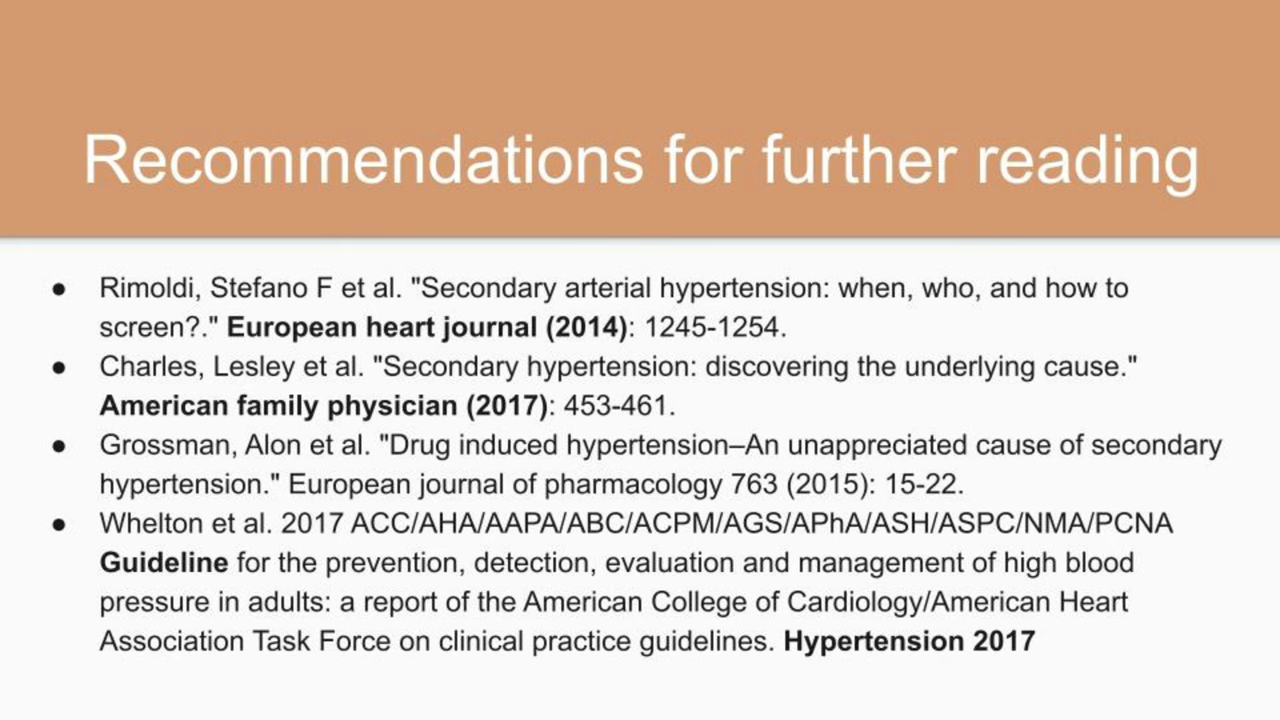 Recommendations for further reading
● Rimoldi, Stefano F et al. "Secondary arterial hypertension: when, who, and how to
screen?." European heart journal (2014): 1245-1254.
● Charles, Lesley et al. "Secondary hypertension: discovering the underlying cause."
American family physician (2017): 453-461.
● Grossman, Alon et al. "Drug induced hypertension–An unappreciated cause of secondary
hypertension." European journal of pharmacology 763 (2015): 15-22.
● Whelton et al. 2017 ACC/AHA/AAPA/ABC/ACPM/AGS/APhA/ASH/ASPC/NMA/PCNA
Guideline for the prevention, detection, evaluation and management of high blood
pressure in adults: a report of the American College of Cardiology/American Heart
Association Task Force on clinical practice guidelines. Hypertension 2017